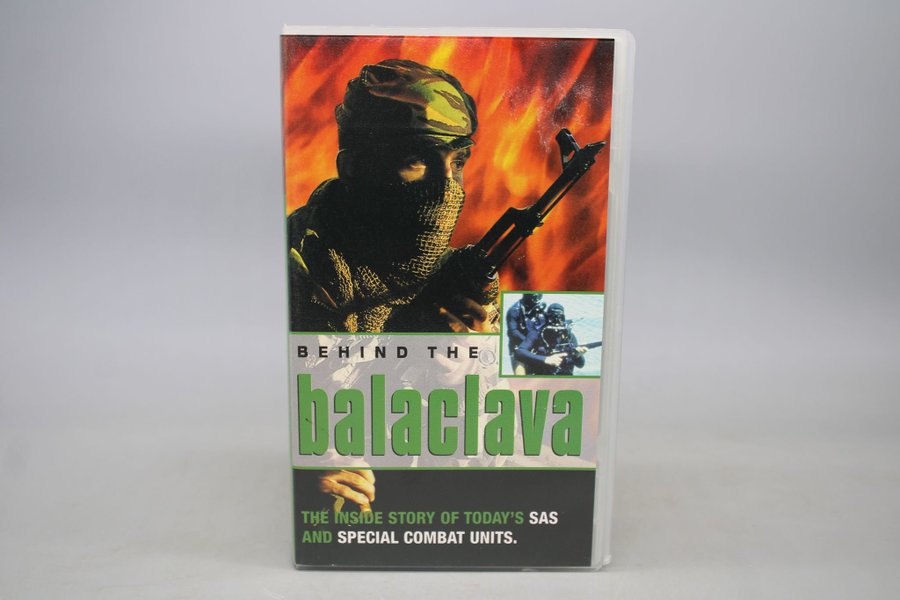 BEHIND THE
balaclava
THE INSIDE STORY OF TODAY'S SAS
AND SPECIAL COMBAT UNITS.